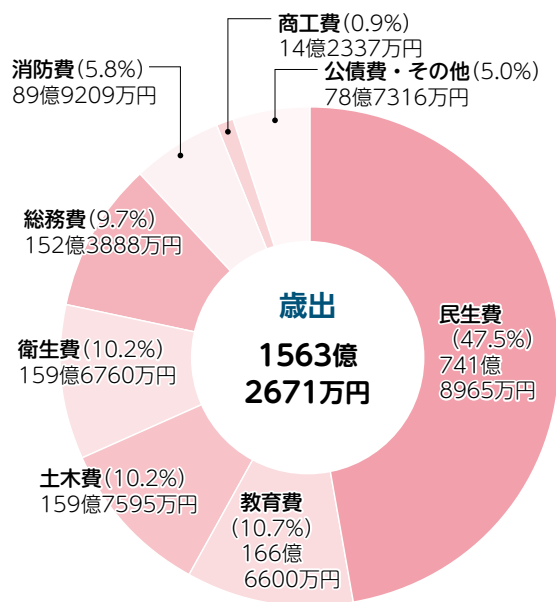 商工費(0.9%)
14億2337万円
消防費(5.8%)
89億9209万円
公債費・その他(5.0%)
78億7316万円
総務費(9.7%)
152億3888万円
歳出
1563億
2671万円
民生費
(47.5%)
741億
8965万円
衛生費(10.2%)
159億6760万円
土木費(10.2%)
159億7595万円
教育費
(10.7%)
166億
6600万円